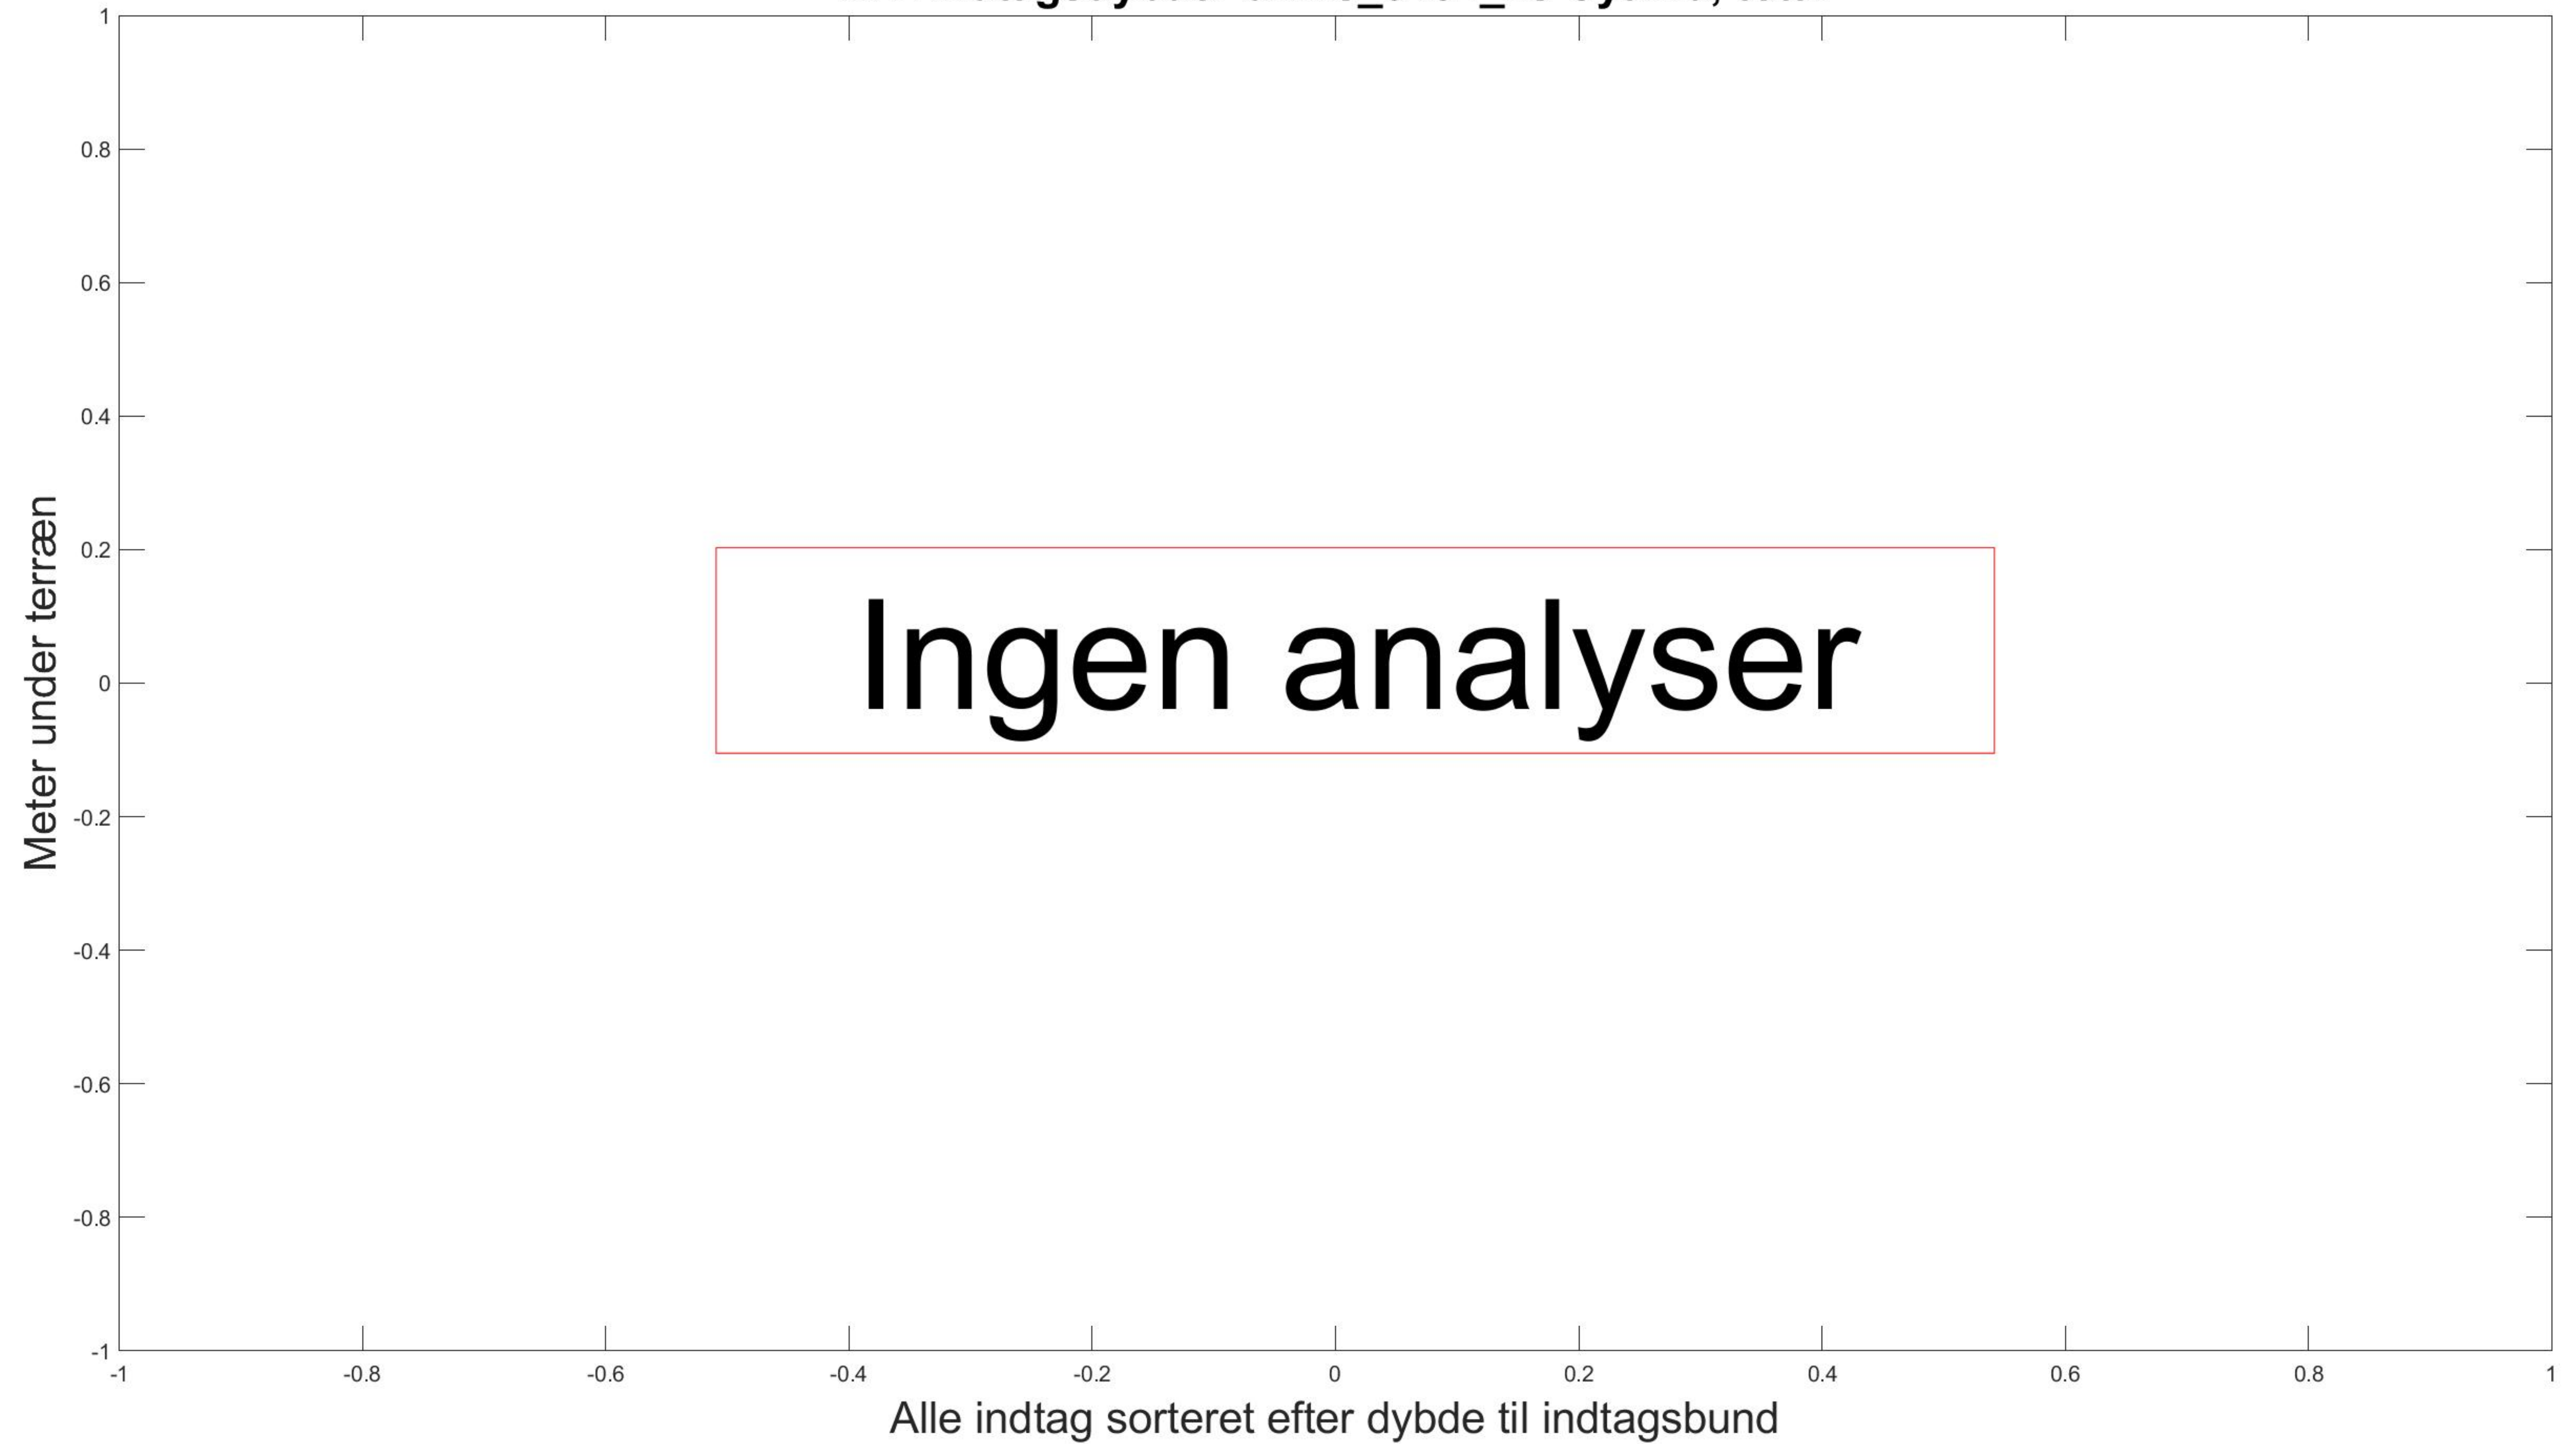 1
0.8
0.6
0.4
0.2
0
-0.2
-0.4
-0.6
-0.8
-1
Meter under terræn
Ingen analyser
-1 -0.8 -0.6 -0.4 -0.2 0 0.2 0.4 0.6 0.8 1
Alle indtag sorteret efter dybde til indtagsbund